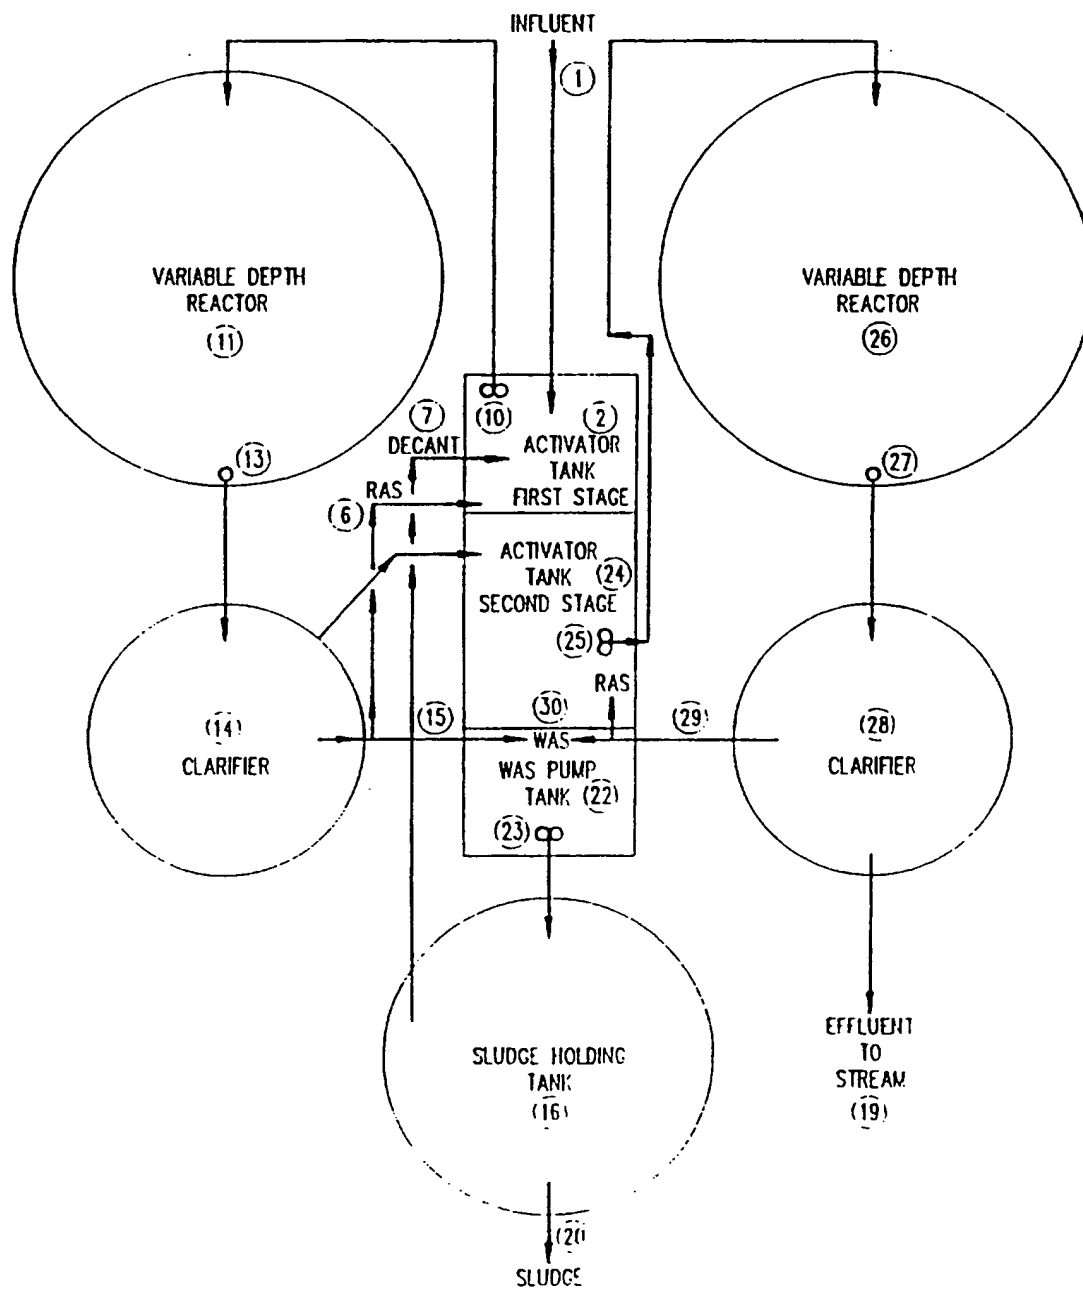 INFLUENT
(1)
VARIABLE DEPTH
REACTOR
(11)
VARIABLE DEPTH
REACTOR
(26)
(7)
(10)
(2)
DECANT
ACTIVATOR
TANK
FIRST STAGE
(13)
(27)
RAS
(6)
ACTIVATOR
TANK (24)
SECOND STAGE
(25)
RAS
(14)
CLARIFIER
(15)
(30)
WAS
(29)
WAS PUMP
TANK (22)
(28)
CLARIFIER
(23)
SLUDGE HOLDING
TANK
(16)
EFFLUENT
TO
STREAM
(19)
(20)
SLUDGE